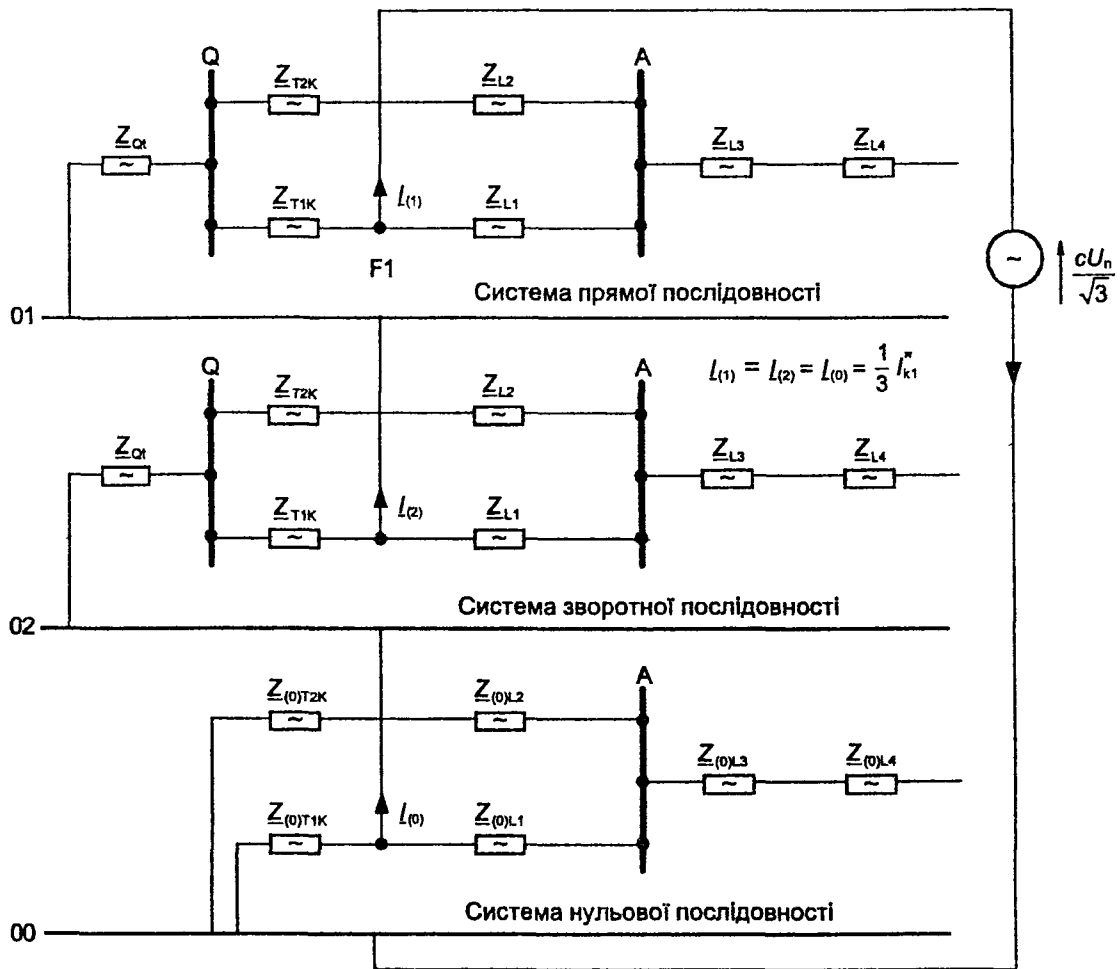 Q
A
Z_T2K
Z_L2
Z_Qt
Z_L3
Z_L4
Z_T1K
I_(1)
Z_L1
F1
~
cU_n
√3
Система прямої послідовності
01
Q
A
I_(1) = I_(2) = I_(0) = 1/3 I"_k1
Z_T2K
Z_L2
Z_Qt
Z_L3
Z_L4
Z_T1K
I_(2)
Z_L1
Система зворотної послідовності
02
A
Z_(0)T2K
Z_(0)L2
Z_(0)L3
Z_(0)L4
Z_(0)T1K
I_(0)
Z_(0)L1
Система нульової послідовності
00